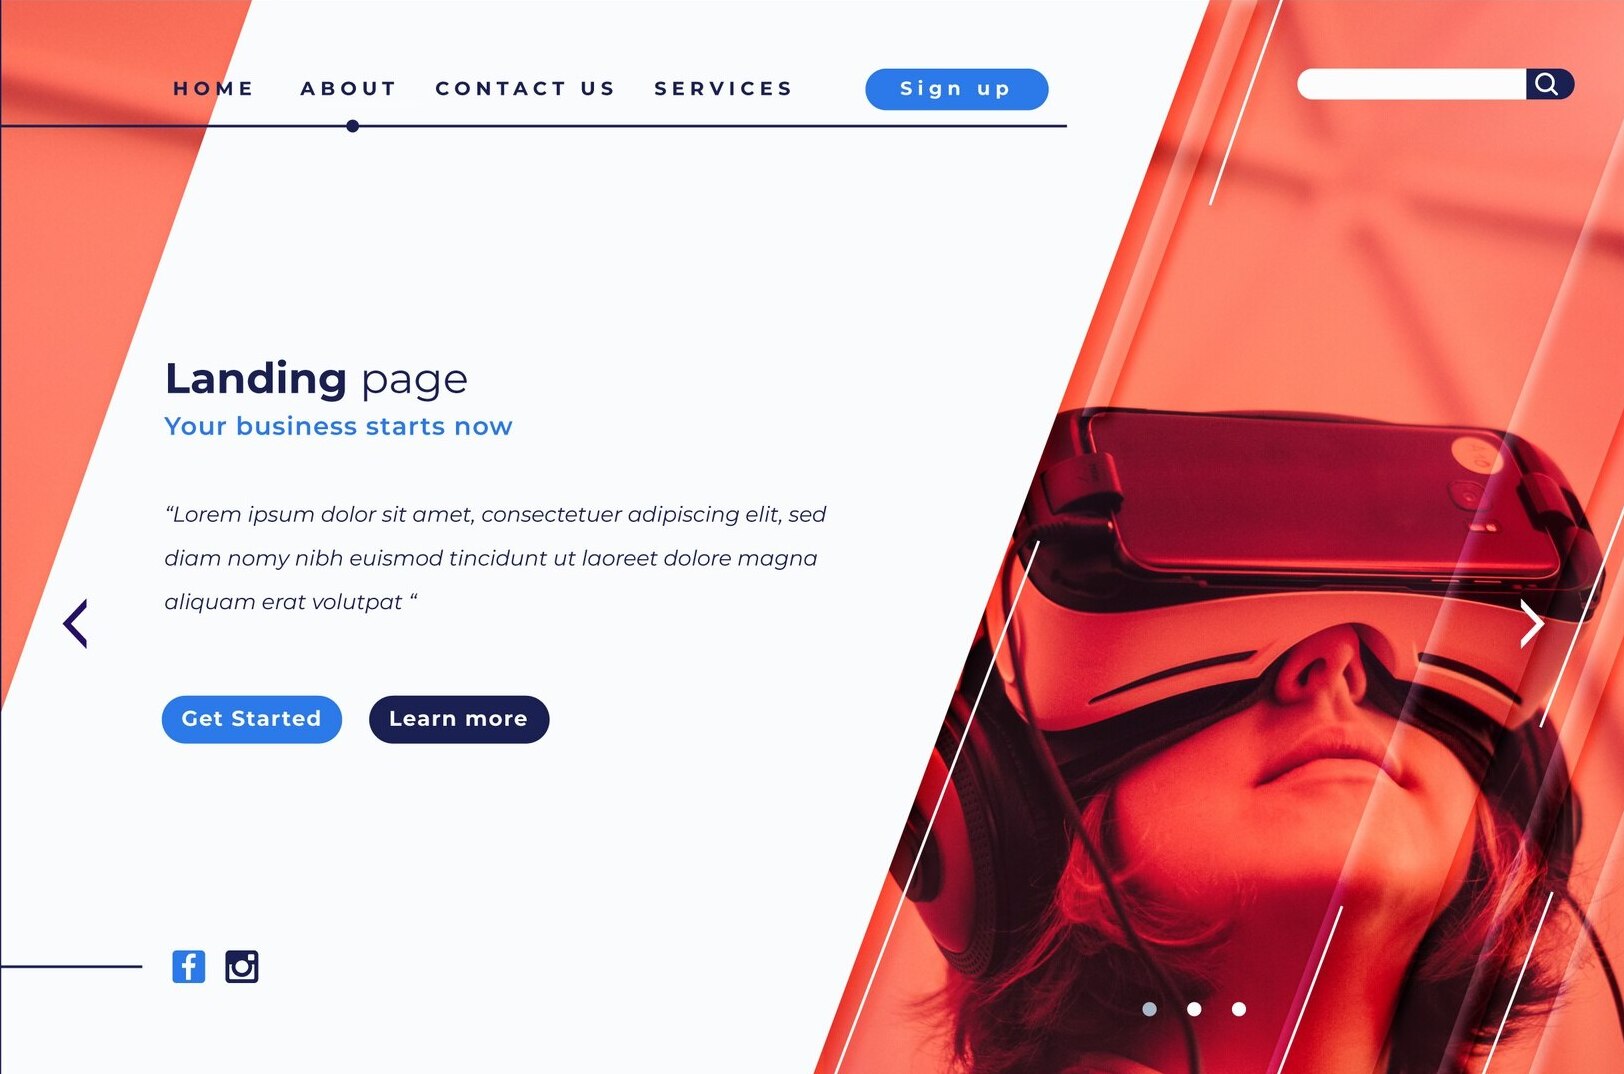 HOME ABOUT CONTACT US SERVICES Sign up
Landing page
Your business starts now
“Lorem ipsum dolor sit amet, consectetuer adipiscing elit, sed
diam nomy nibh euismod tincidunt ut laoreet dolore magna
aliquam erat volutpat “
Get Started Learn more